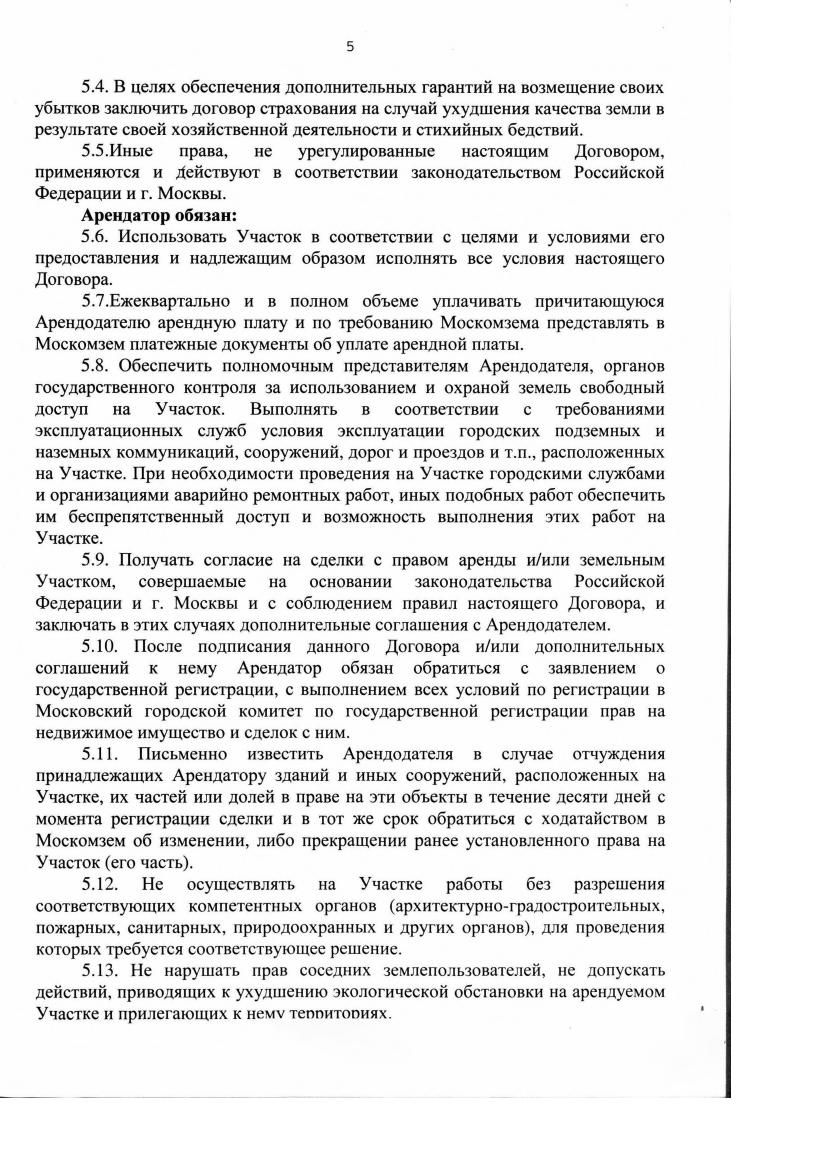 5
5.4. В целях обеспечения дополнительных гарантий на возмещение своих
убытков заключить договор страхования на случай ухудшения качества земли в
результате своей хозяйственной деятельности и стихийных бедствий.
5.5.Иные права, не урегулированные настоящим Договором,
применяются и действуют в соответствии законодательством Российской
Федерации и г. Москвы.
Арендатор обязан:
5.6. Использовать Участок в соответствии с целями и условиями его
предоставления и надлежащим образом исполнять все условия настоящего
Договора.
5.7.Ежеквартально и в полном объеме уплачивать причитающуюся
Арендодателю арендную плату и по требованию Москомзема представлять в
Москомзем платежные документы об уплате арендной платы.
5.8. Обеспечить полномочным представителям Арендодателя, органов
государственного контроля за использованием и охраной земель свободный
доступ на Участок. Выполнять в соответствии с требованиями
эксплуатационных служб условия эксплуатации городских подземных и
наземных коммуникаций, сооружений, дорог и проездов и т.п., расположенных
на Участке. При необходимости проведения на Участке городскими службами
и организациями аварийно ремонтных работ, иных подобных работ обеспечить
им беспрепятственный доступ и возможность выполнения этих работ на
Участке.
5.9. Получать согласие на сделки с правом аренды и/или земельным
Участком, совершаемые на основании законодательства Российской
Федерации и г. Москвы и с соблюдением правил настоящего Договора, и
заключать в этих случаях дополнительные соглашения с Арендодателем.
5.10. После подписания данного Договора и/или дополнительных
соглашений к нему Арендатор обязан обратиться с заявлением о
государственной регистрации, с выполнением всех условий по регистрации в
Московский городской комитет по государственной регистрации прав на
недвижимое имущество и сделок с ним.
5.11. Письменно известить Арендодателя в случае отчуждения
принадлежащих Арендатору зданий и иных сооружений, расположенных на
Участке, их частей или долей в праве на эти объекты в течение десяти дней с
момента регистрации сделки и в тот же срок обратиться с ходатайством в
Москомзем об изменении, либо прекращении ранее установленного права на
Участок (его часть).
5.12. Не осуществлять на Участке работы без разрешения
соответствующих компетентных органов (архитектурно-градостроительных,
пожарных, санитарных, природоохранных и других органов), для проведения
которых требуется соответствующее решение.
5.13. Не нарушать прав соседних землепользователей, не допускать
действий, приводящих к ухудшению экологической обстановки на арендуемом
Участке и прилегающих к нему территориях.